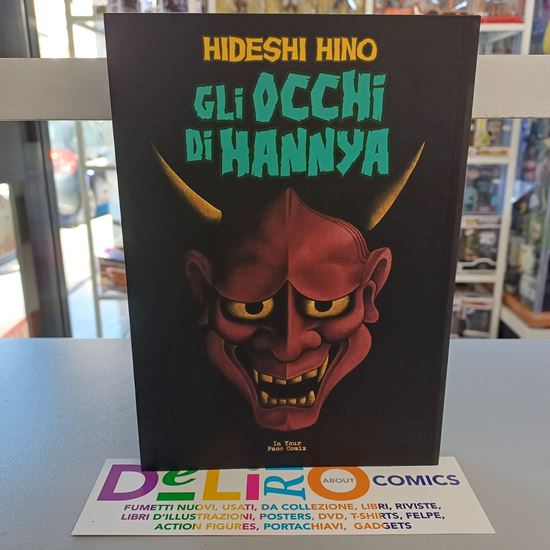 HIDESHI HINO
GLI OCCHI
DI HANNYA
In Your
Face Comix
DeLiRiO
ABOUT
COMICS
FUMETTI NUOVI, USATI, DA COLLEZIONE, LIBRI, RIVISTE,
LIBRI D'ILLUSTRAZIONI, POSTERS, DVD, T-SHIRTS, FELPE,
ACTION FIGURES, PORTACHIAVI, GADGETS